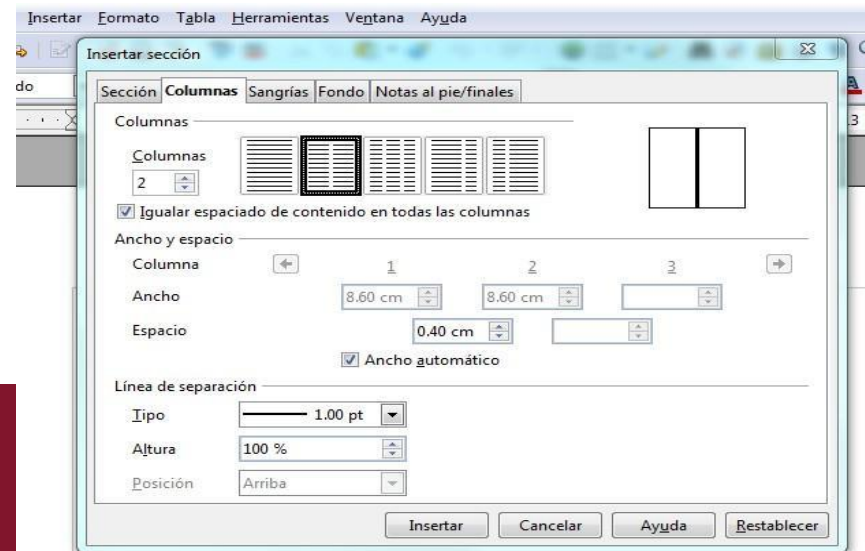 Insertar Formato Tabla Herramientas Ventana Ayuda
Insertar sección
do
Sección Columnas Sangrías Fondo Notas al pie/finales
3
Columnas
Columnas
2
Igualar espaciado de contenido en todas las columnas
Ancho y espacio
Columna 1 2 3
Ancho 8.60 cm 8.60 cm
Espacio 0.40 cm
Ancho automático
Línea de separación
Tipo 1.00 pt
Altura 100 %
Posición Arriba
Insertar Cancelar Ayuda Restablecer